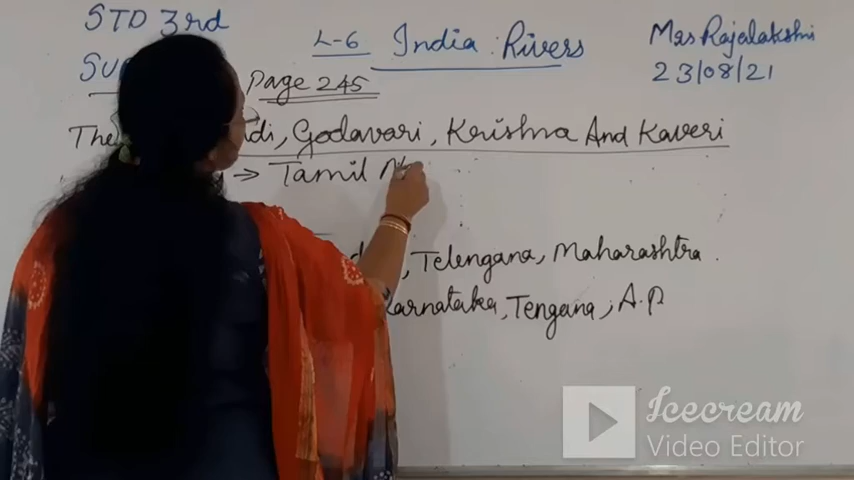 STD 3rd
L-6 India : Rivers
Mrs Rajalakshmi
23/08/21
Page 245
The Godavari, Krishna And Kaveri
→ Tamil
Telengana, Maharashtra.
Karnataka, Tengana, A.P
Icecream
Video Editor